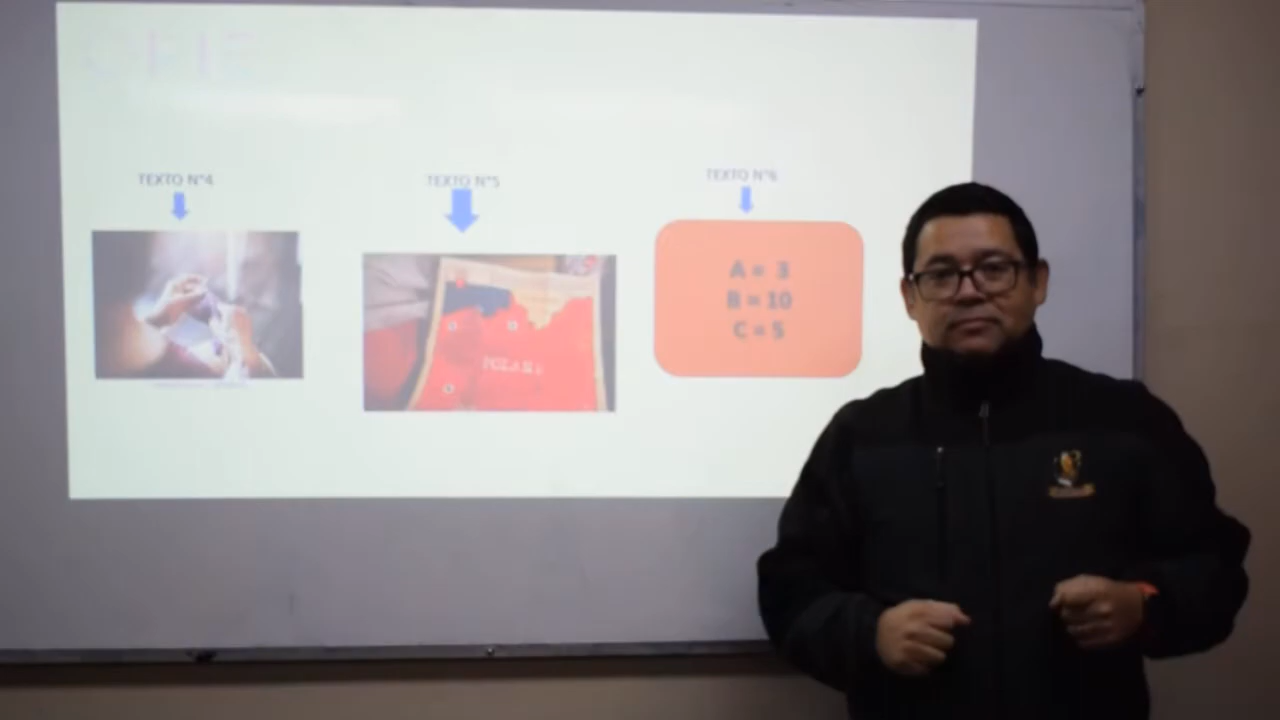 TEXTO N°4
TEXTO N°5
TEXTO N°6
A = 3
B = 10
C = 5